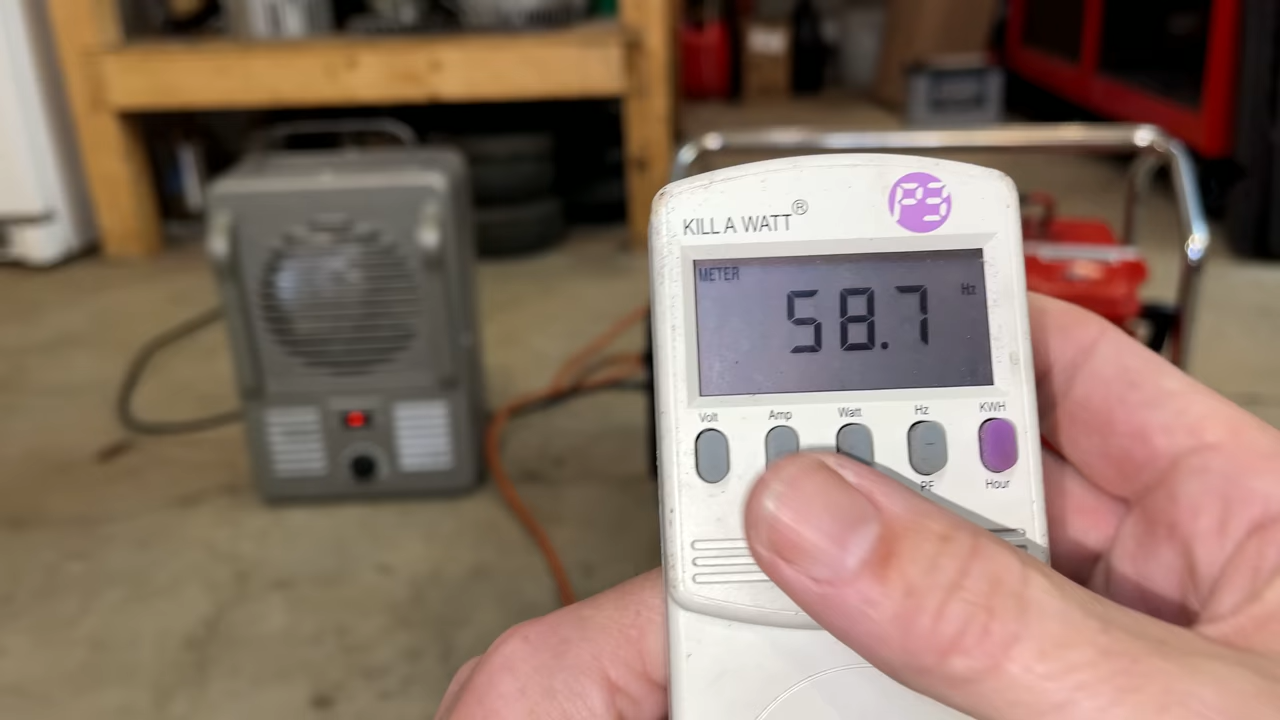 KILL A WATT®
P3
METER
58.7 Hz
Volt Amp Watt Hz KWH
PF Hour